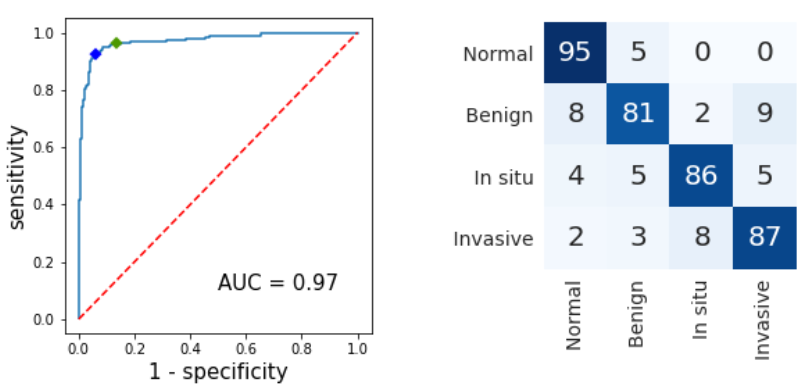 1.0
0.8
0.6
0.4
0.2
0.0
sensitivity
AUC = 0.97
0.0 0.2 0.4 0.6 0.8 1.0
1 - specificity
Normal 95 5 0 0
Benign 8 81 2 9
In situ 4 5 86 5
Invasive 2 3 8 87
Normal
Benign
In situ
Invasive